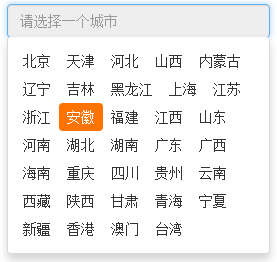 请选择一个城市
北京 天津 河北 山西 内蒙古
辽宁 吉林 黑龙江 上海 江苏
浙江 安徽 福建 江西 山东
河南 湖北 湖南 广东 广西
海南 重庆 四川 贵州 云南
西藏 陕西 甘肃 青海 宁夏
新疆 香港 澳门 台湾